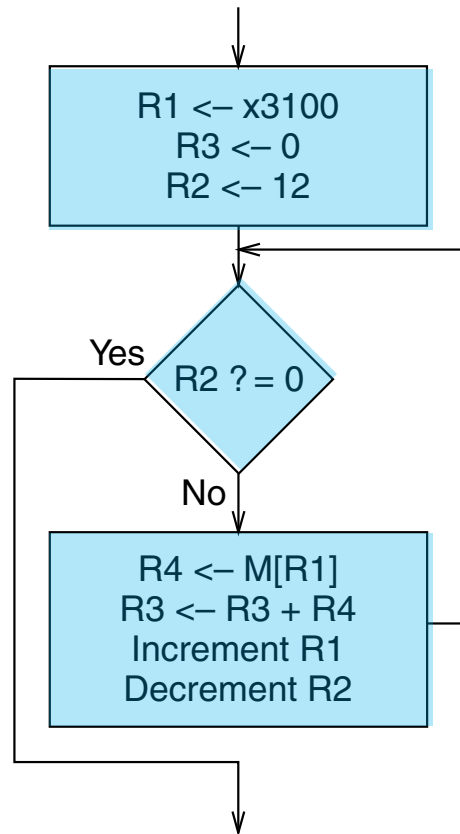 R1 <– x3100
R3 <– 0
R2 <– 12
Yes
R2 ? = 0
No
R4 <– M[R1]
R3 <– R3 + R4
Increment R1
Decrement R2